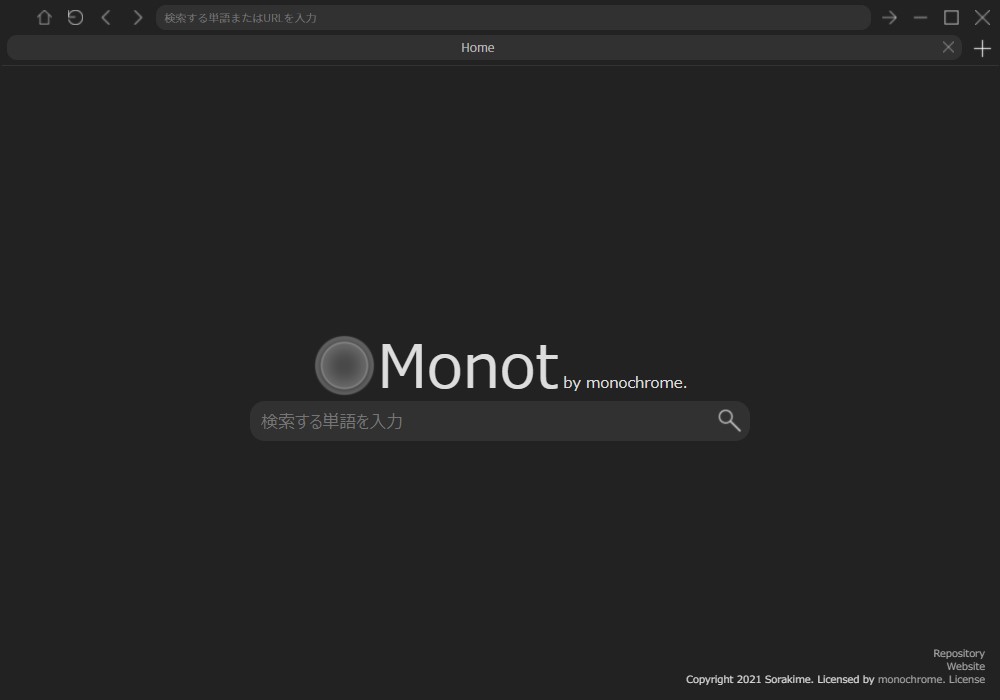 検索する単語またはURLを入力
Home
Monot by monochrome.
検索する単語を入力
Repository
Website
Copyright 2021 Sorakime. Licensed by monochrome. License